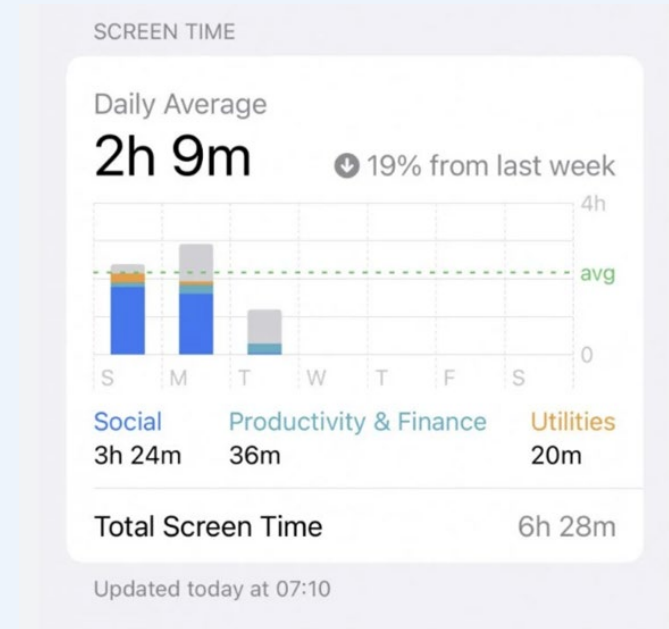 SCREEN TIME
Daily Average
2h 9m
19% from last week
4h
avg
0
S M T W T F S
Social Productivity & Finance Utilities
3h 24m 36m 20m
Total Screen Time 6h 28m
Updated today at 07:10